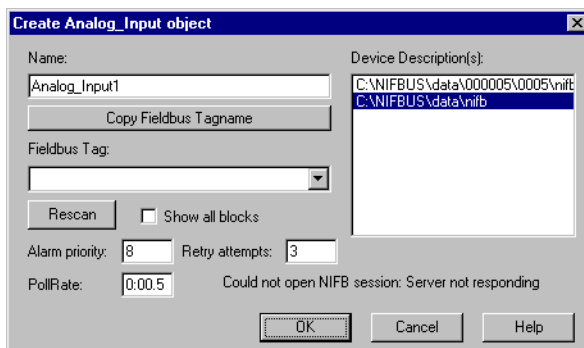 Create Analog_Input object
Name:
Analog_Input1
Copy Fieldbus Tagname
Fieldbus Tag:
Rescan
Show all blocks
Alarm priority: 8 Retry attempts: 3
PollRate: 0:00.5
Device Description(s):
C:\NIFBUS\data\000005\0005\nifb
C:\NIFBUS\data\nifb
Could not open NIFB session: Server not responding
OK Cancel Help